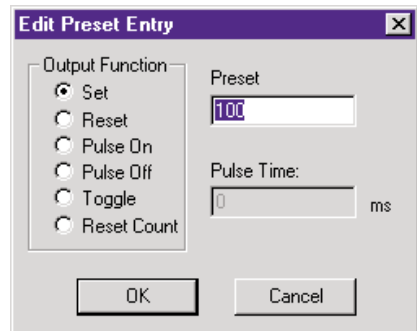 Edit Preset Entry
Output Function
Set
Reset
Pulse On
Pulse Off
Toggle
Reset Count
Preset
100
Pulse Time:
0
ms
OK
Cancel